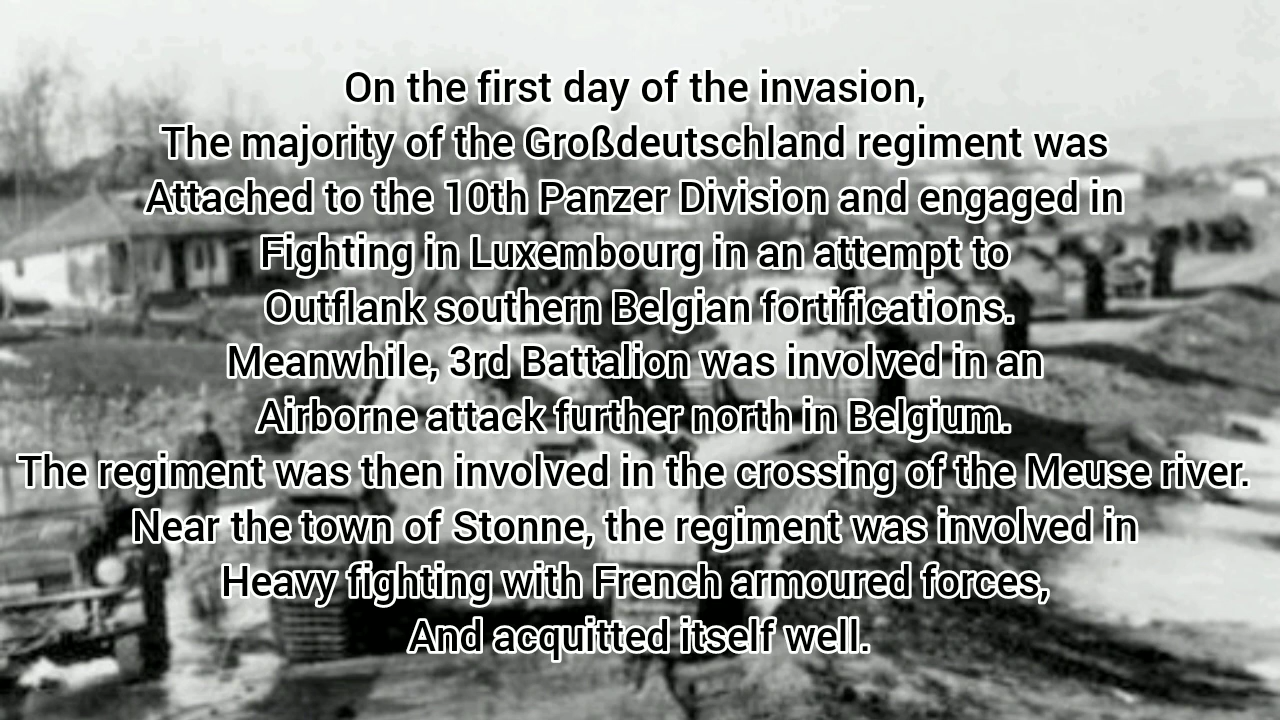 On the first day of the invasion,
The majority of the Großdeutschland regiment was
Attached to the 10th Panzer Division and engaged in
Fighting in Luxembourg in an attempt to
Outflank southern Belgian fortifications.
Meanwhile, 3rd Battalion was involved in an
Airborne attack further north in Belgium.
The regiment was then involved in the crossing of the Meuse river.
Near the town of Stonne, the regiment was involved in
Heavy fighting with French armoured forces,
And acquitted itself well.